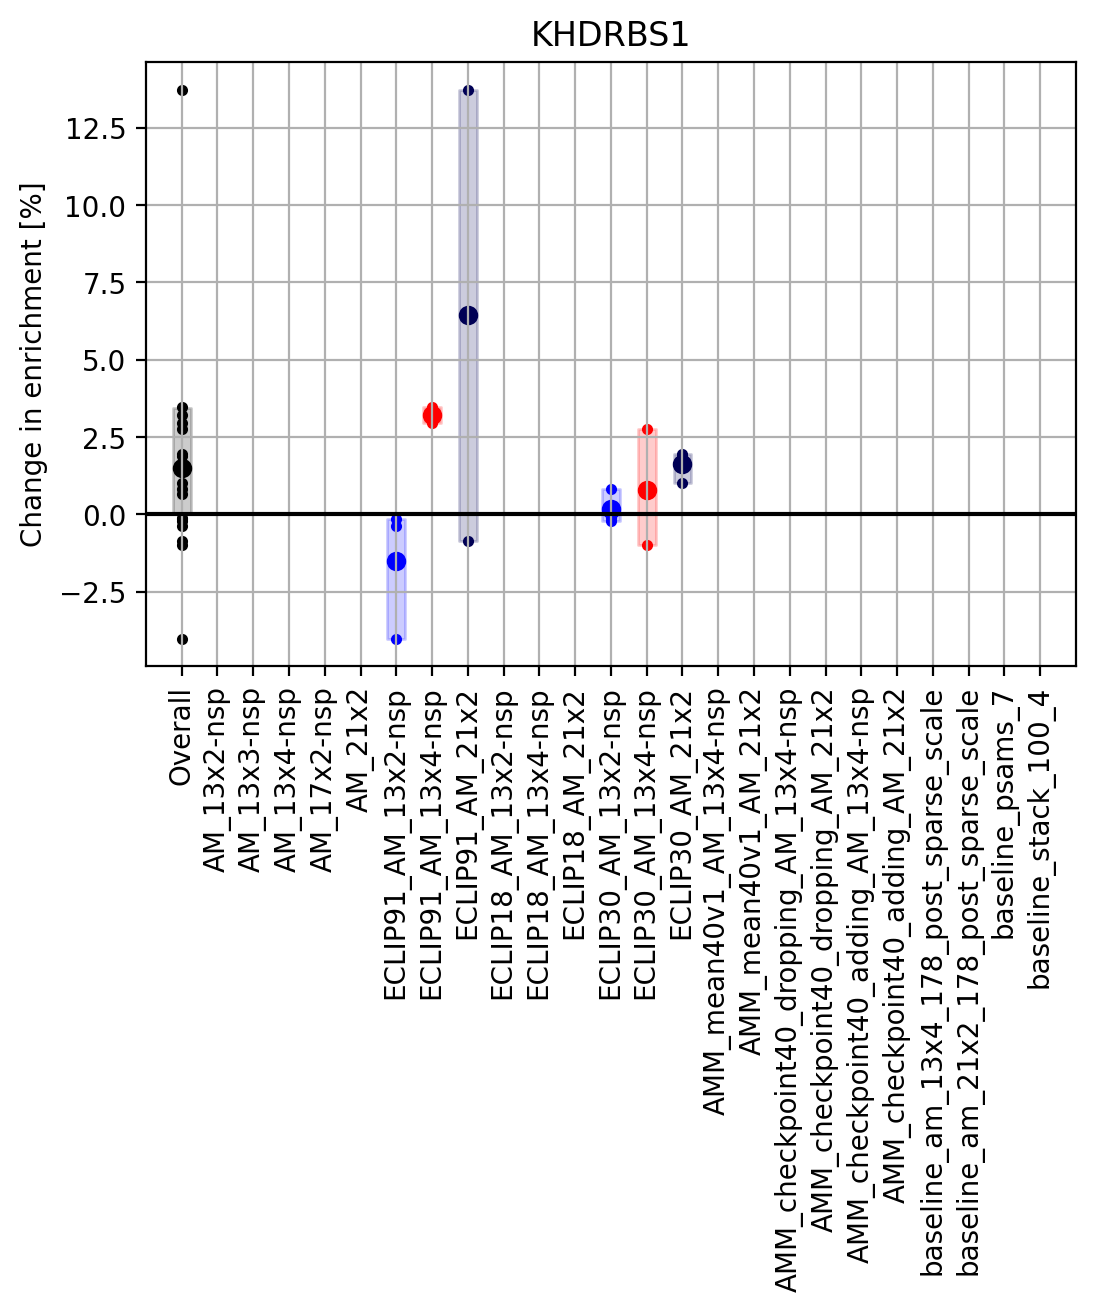 KHDRBS1
Change in enrichment [%]
12.5
10.0
7.5
5.0
2.5
0.0
−2.5
Overall
AM_13x2-nsp
AM_13x3-nsp
AM_13x4-nsp
AM_17x2-nsp
AM_21x2
ECLIP91_AM_13x2-nsp
ECLIP91_AM_13x4-nsp
ECLIP91_AM_21x2
ECLIP18_AM_13x2-nsp
ECLIP18_AM_13x4-nsp
ECLIP18_AM_21x2
ECLIP30_AM_13x2-nsp
ECLIP30_AM_13x4-nsp
ECLIP30_AM_21x2
AMM_mean40v1_AM_13x4-nsp
AMM_mean40v1_AM_21x2
AMM_checkpoint40_dropping_AM_13x4-nsp
AMM_checkpoint40_dropping_AM_21x2
AMM_checkpoint40_adding_AM_13x4-nsp
AMM_checkpoint40_adding_AM_21x2
baseline_am_13x4_178_post_sparse_scale
baseline_am_21x2_178_post_sparse_scale
baseline_psams_7
baseline_stack_100_4